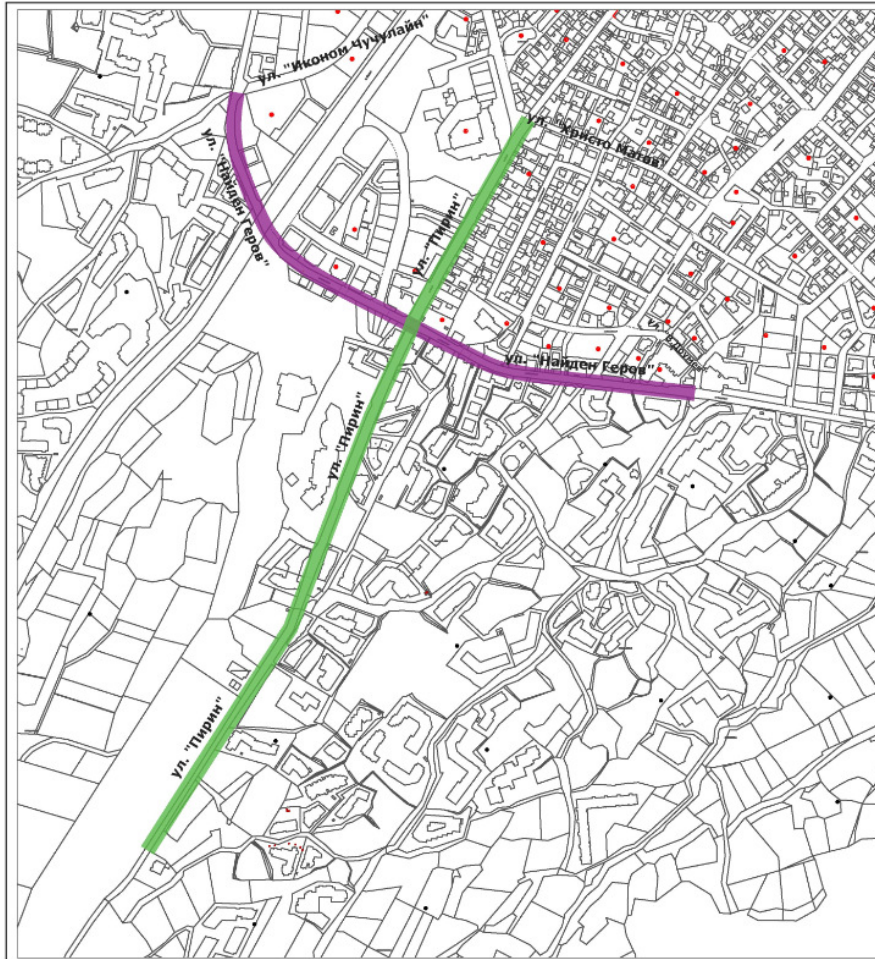 ул. "Иконом Чучулайн"
ул. "Христо Матов"
ул. "Найден Геров"
ул. "Пирин"
ул. "Найден Геров"
ул. "Пирин"
ул. "Пирин"